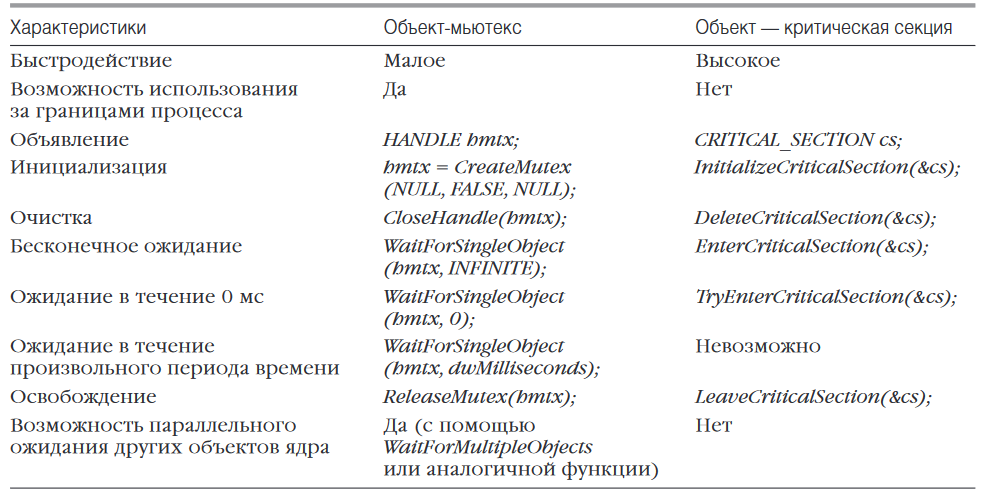 Характеристики Объект-мьютекс Объект — критическая секция
Быстродействие Малое Высокое
Возможность использования Да Нет
за границами процесса
Объявление HANDLE hmtx; CRITICAL_SECTION cs;
Инициализация hmtx = CreateMutex InitializeCriticalSection(&cs);
(NULL, FALSE, NULL);
Очистка CloseHandle(hmtx); DeleteCriticalSection(&cs);
Бесконечное ожидание WaitForSingleObject EnterCriticalSection(&cs);
(hmtx, INFINITE);
Ожидание в течение 0 мс WaitForSingleObject TryEnterCriticalSection(&cs);
(hmtx, 0);
Ожидание в течение WaitForSingleObject Невозможно
произвольного периода времени (hmtx, dwMilliseconds);
Освобождение ReleaseMutex(hmtx); LeaveCriticalSection(&cs);
Возможность параллельного Да (с помощью Нет
ожидания других объектов ядра WaitForMultipleObjects
или аналогичной функции)